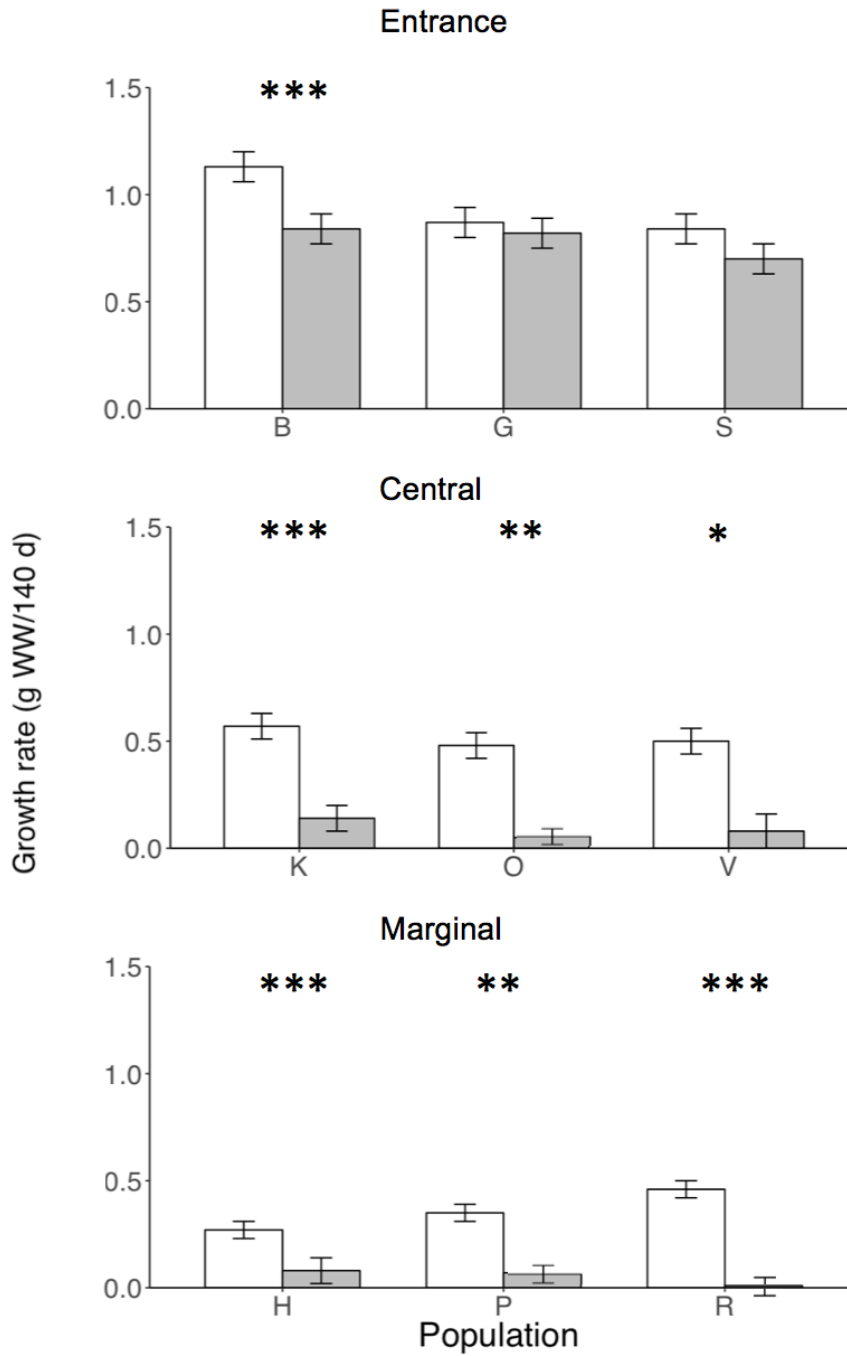 Entrance
***
1.5
1.0
0.5
0.0
B G S
Central
*** ** *
1.5
1.0
0.5
0.0
K O V
Growth rate (g WW/140 d)
Marginal
*** ** ***
1.5
1.0
0.5
0.0
H P R
Population